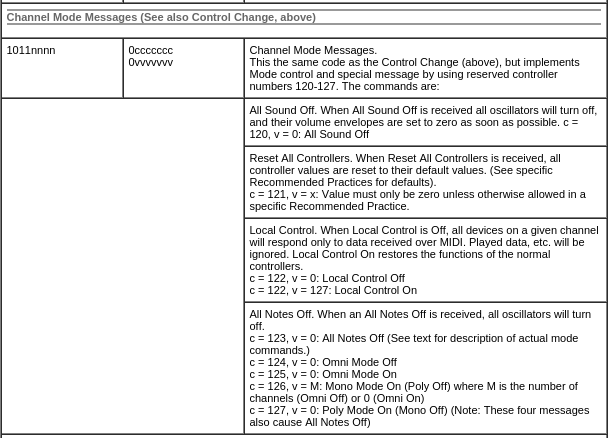 Channel Mode Messages (See also Control Change, above)
1011nnnn
0ccccccc
0vvvvvvv
Channel Mode Messages.
This the same code as the Control Change (above), but implements
Mode control and special message by using reserved controller
numbers 120-127. The commands are:
All Sound Off. When All Sound Off is received all oscillators will turn off,
and their volume envelopes are set to zero as soon as possible. c =
120, v = 0: All Sound Off
Reset All Controllers. When Reset All Controllers is received, all
controller values are reset to their default values. (See specific
Recommended Practices for defaults).
c = 121, v = x: Value must only be zero unless otherwise allowed in a
specific Recommended Practice.
Local Control. When Local Control is Off, all devices on a given channel
will respond only to data received over MIDI. Played data, etc. will be
ignored. Local Control On restores the functions of the normal
controllers.
c = 122, v = 0: Local Control Off
c = 122, v = 127: Local Control On
All Notes Off. When an All Notes Off is received, all oscillators will turn
off.
c = 123, v = 0: All Notes Off (See text for description of actual mode
commands.)
c = 124, v = 0: Omni Mode Off
c = 125, v = 0: Omni Mode On
c = 126, v = M: Mono Mode On (Poly Off) where M is the number of
channels (Omni Off) or 0 (Omni On)
c = 127, v = 0: Poly Mode On (Mono Off) (Note: These four messages
also cause All Notes Off)